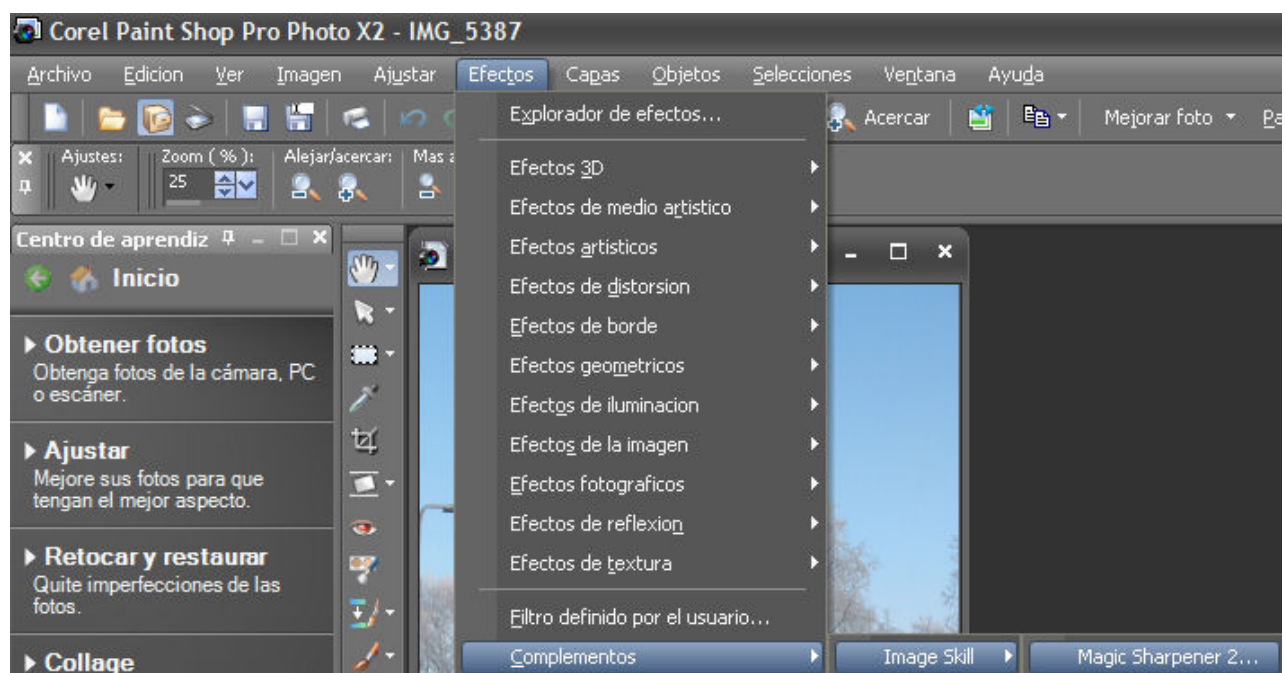 Corel Paint Shop Pro Photo X2 - IMG_5387
Archivo Edicion Ver Imagen Ajustar Efectos Capas Objetos Selecciones Ventana Ayuda
Acercar Mejorar foto
Ajustes: Zoom ( % ): Alejar/acercar: Mas
25
Centro de aprendiz
Inicio
Obtener fotos
Obtenga fotos de la cámara, PC
o escáner.
Ajustar
Mejore sus fotos para que
tengan el mejor aspecto.
Retocar y restaurar
Quite imperfecciones de las
fotos.
Collage
Explorador de efectos...
Efectos 3D
Efectos de medio artistico
Efectos artisticos
Efectos de distorsion
Efectos de borde
Efectos geometricos
Efectos de iluminacion
Efectos de la imagen
Efectos fotograficos
Efectos de reflexion
Efectos de textura
Filtro definido por el usuario...
Complementos
Image Skill
Magic Sharpener 2...